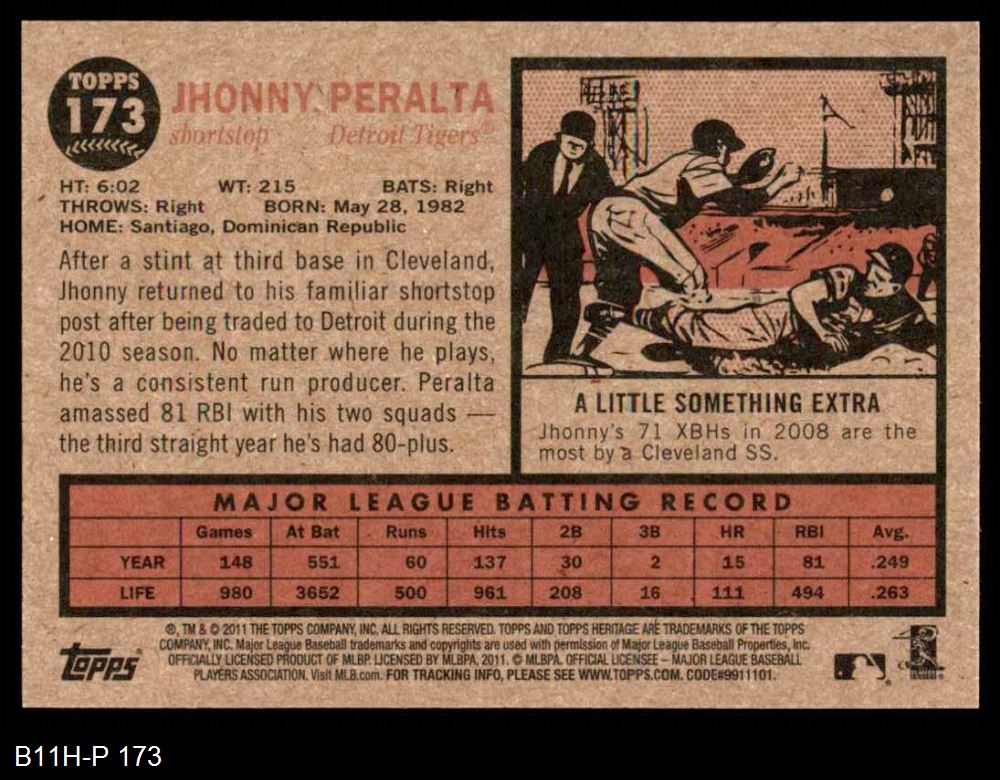 TOPPS
173
JHONNY PERALTA
shortstop Detroit Tigers®
HT: 6:02 WT: 215 BATS: Right
THROWS: Right BORN: May 28, 1982
HOME: Santiago, Dominican Republic
After a stint at third base in Cleveland,
Jhonny returned to his familiar shortstop
post after being traded to Detroit during the
2010 season. No matter where he plays,
he's a consistent run producer. Peralta
amassed 81 RBI with his two squads —
the third straight year he's had 80-plus.
A LITTLE SOMETHING EXTRA
Jhonny's 71 XBHs in 2008 are the
most by a Cleveland SS.
MAJOR LEAGUE BATTING RECORD
Games At Bat Runs Hits 2B 3B HR RBI Avg.
YEAR 148 551 60 137 30 2 15 81 .249
LIFE 980 3652 500 961 208 16 111 494 .263
®, TM & © 2011 THE TOPPS COMPANY, INC. ALL RIGHTS RESERVED. TOPPS AND TOPPS HERITAGE ARE TRADEMARKS OF THE TOPPS
COMPANY, INC. Major League Baseball trademarks and copyrights are used with permission of Major League Baseball Properties, Inc.
OFFICIALLY LICENSED PRODUCT OF MLBP. LICENSED BY MLBPA, 2011. © MLBPA. OFFICIAL LICENSEE – MAJOR LEAGUE BASEBALL
PLAYERS ASSOCIATION. Visit MLB.com. FOR TRACKING INFO, PLEASE SEE WWW.TOPPS.COM. CODE#9911101.
Topps®
B11H-P 173